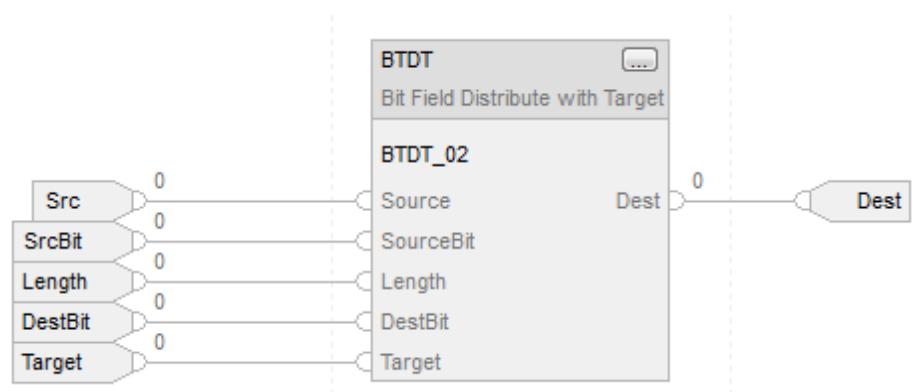 BTDT ...
Bit Field Distribute with Target
BTDT_02
0 0
Src Source Dest Dest
0
SrcBit SourceBit
0
Length Length
0
DestBit DestBit
0
Target Target